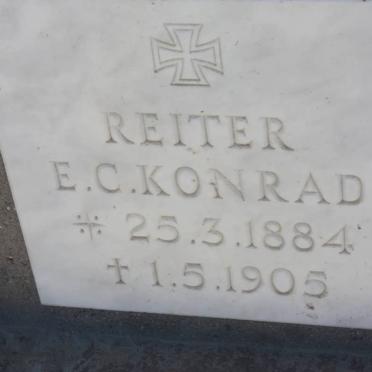 REITER
E.C.KONRAD
* 25.3.1884
† 1.5.1905